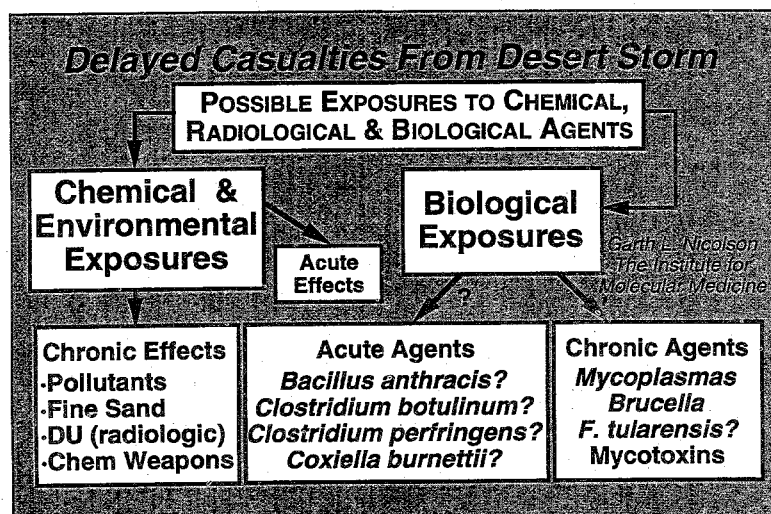 Delayed Casualties From Desert Storm
POSSIBLE EXPOSURES TO CHEMICAL,
RADIOLOGICAL & BIOLOGICAL AGENTS
Chemical &
Environmental
Exposures
Acute
Effects
Biological
Exposures
Garth L. Nicolson
The Institute for
Molecular Medicine
?
Chronic Effects
·Pollutants
·Fine Sand
·DU (radiologic)
·Chem Weapons
Acute Agents
Bacillus anthracis?
Clostridium botulinum?
Clostridium perfringens?
Coxiella burnettii?
Chronic Agents
Mycoplasmas
Brucella
F. tularensis?
Mycotoxins